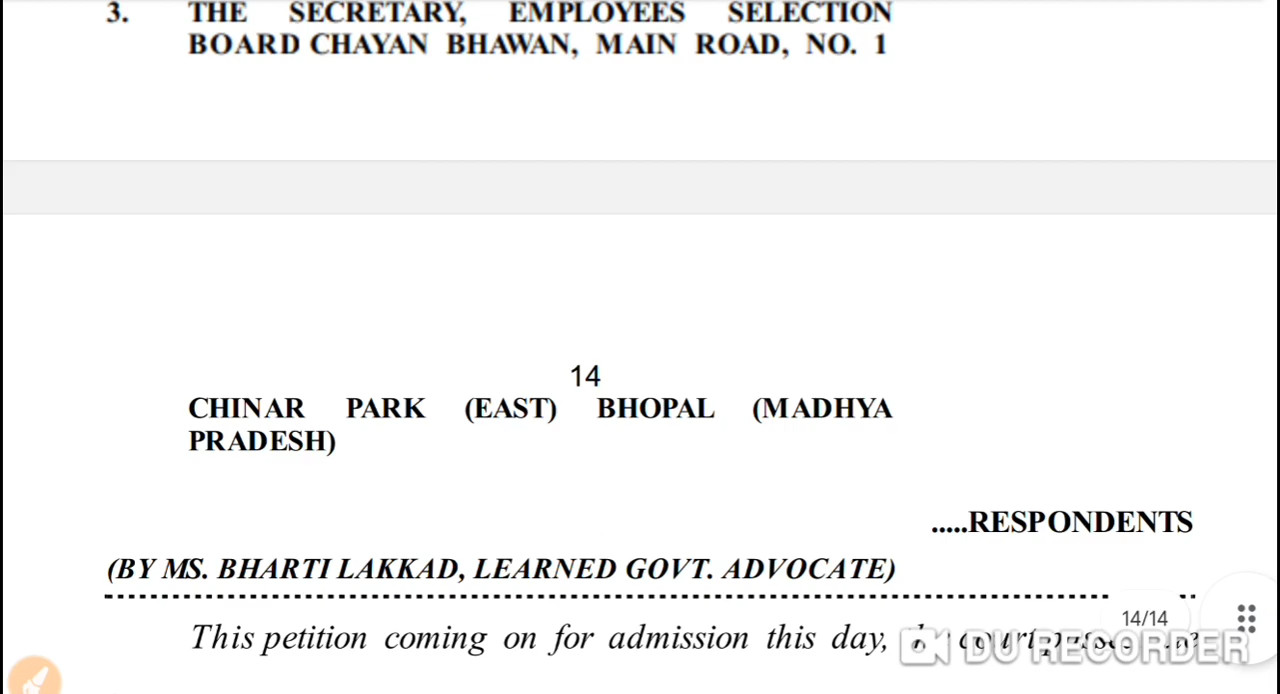 3. THE SECRETARY, EMPLOYEES SELECTION
BOARD CHAYAN BHAWAN, MAIN ROAD, NO. 1
14
CHINAR PARK (EAST) BHOPAL (MADHYA
PRADESH)
.....RESPONDENTS
(BY MS. BHARTI LAKKAD, LEARNED GOVT. ADVOCATE)
14/14
This petition coming on for admission this day,
DU RECORDER